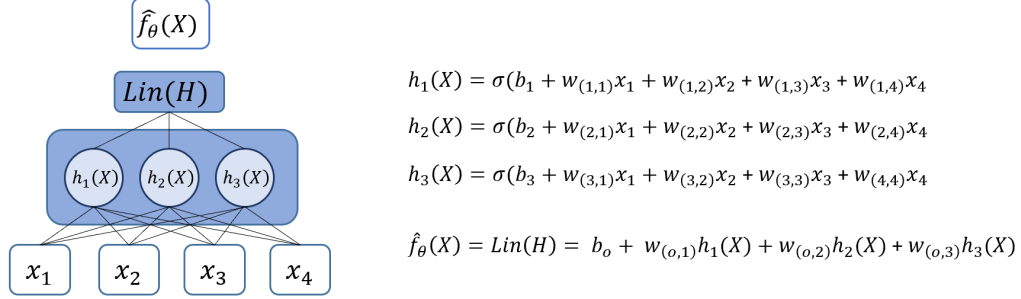 f̂_θ(X)
Lin(H)
h₁(X) h₂(X) h₃(X)
x₁ x₂ x₃ x₄
h₁(X) = σ(b₁ + w₍₁,₁₎x₁ + w₍₁,₂₎x₂ + w₍₁,₃₎x₃ + w₍₁,₄₎x₄
h₂(X) = σ(b₂ + w₍₂,₁₎x₁ + w₍₂,₂₎x₂ + w₍₂,₃₎x₃ + w₍₂,₄₎x₄
h₃(X) = σ(b₃ + w₍₃,₁₎x₁ + w₍₃,₂₎x₂ + w₍₃,₃₎x₃ + w₍₄,₄₎x₄
f̂_θ(X) = Lin(H) = bₒ + w₍ₒ,₁₎h₁(X) + w₍ₒ,₂₎h₂(X) + w₍ₒ,₃₎h₃(X)